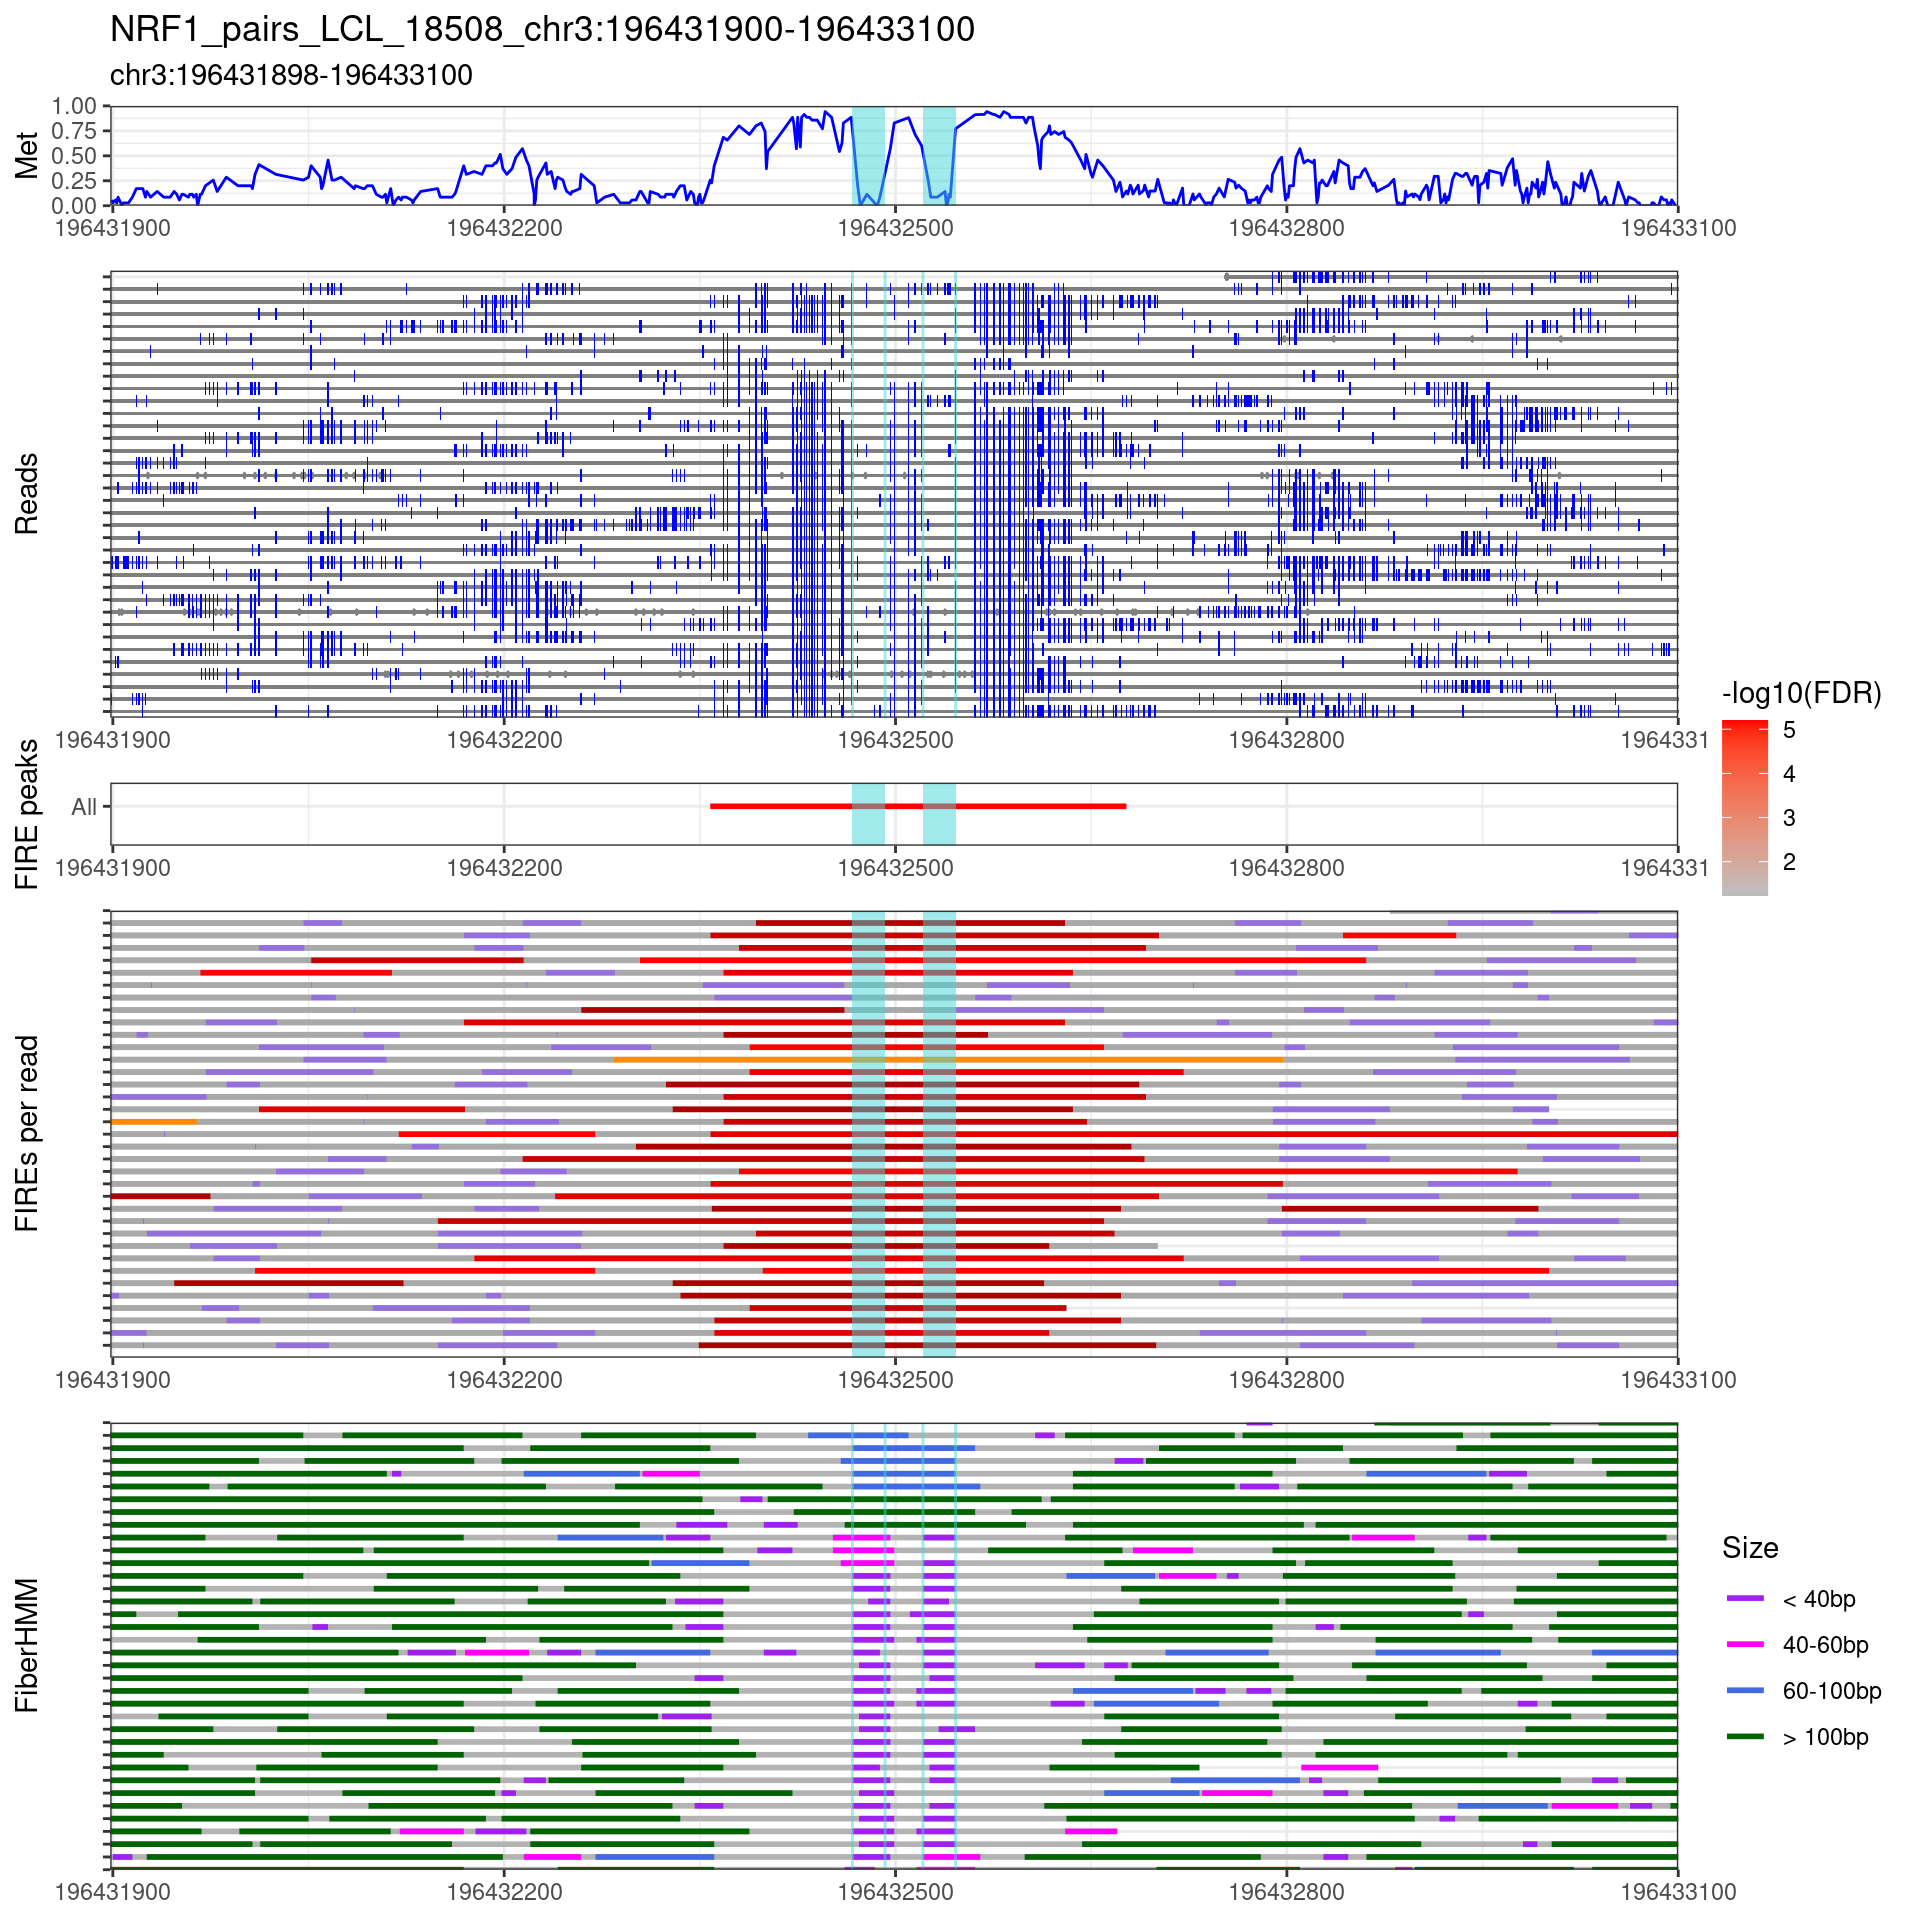 NRF1_pairs_LCL_18508_chr3:196431900-196433100
chr3:196431898-196433100
Met
1.00
0.75
0.50
0.25
0.00
196431900 196432200 196432500 196432800 196433100
Reads
196431900 196432200 196432500 196432800 1964331
FIRE peaks
All
196431900 196432200 196432500 196432800 1964331
-log10(FDR)
5
4
3
2
FIREs per read
196431900 196432200 196432500 196432800 196433100
FiberHMM
196431900 196432200 196432500 196432800 196433100
Size
< 40bp
40-60bp
60-100bp
> 100bp